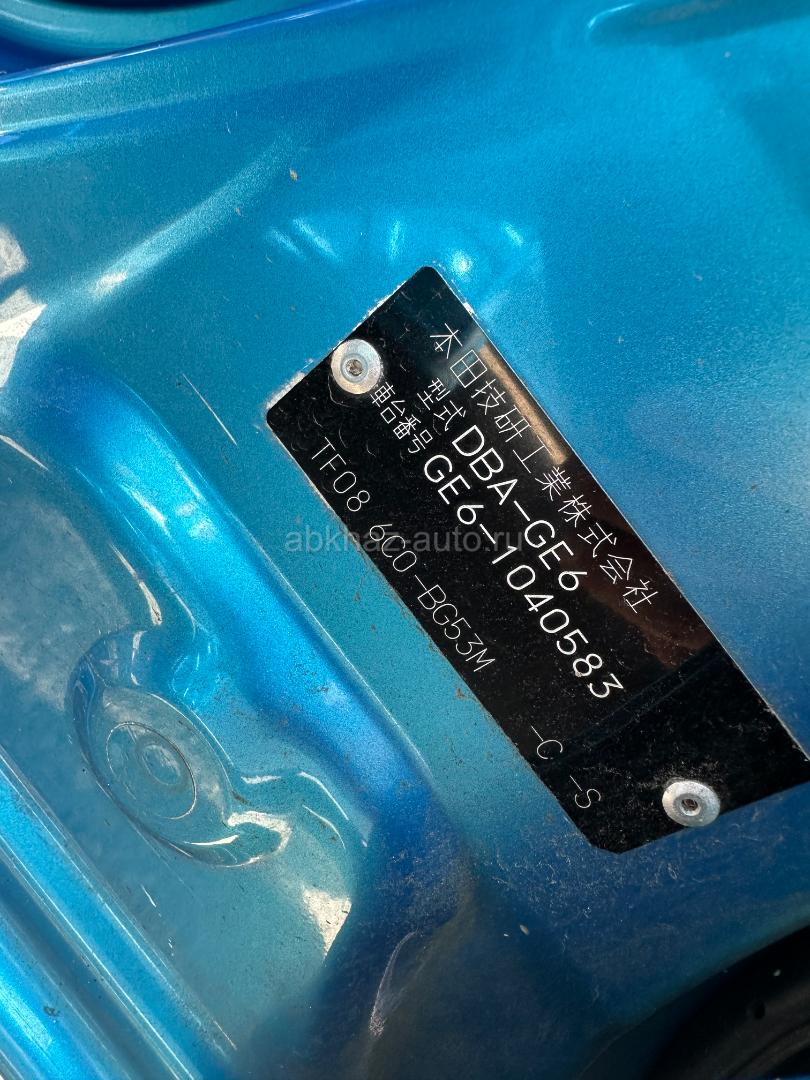 本田技研工業株式会社
型式 DBA-GE6
車台番号 GE6-1040583
TF08 6C0-BG53M -C -S
abkhaz-auto.ru